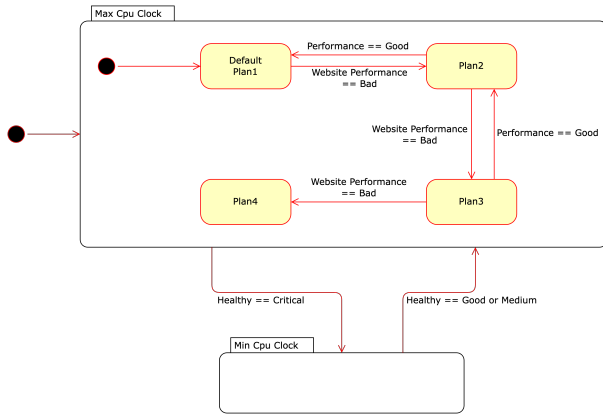 Max Cpu Clock
Performance == Good
Default
Plan1
Plan2
Website Performance
== Bad
Website Performance
== Bad
Performance == Good
Website Performance
== Bad
Plan4
Plan3
Healthy == Critical
Healthy == Good or Medium
Min Cpu Clock